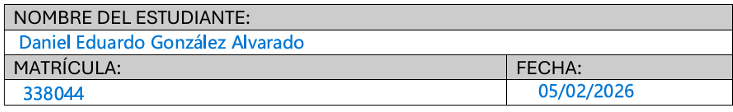 NOMBRE DEL ESTUDIANTE:
Daniel Eduardo González Alvarado
MATRÍCULA: FECHA:
338044 05/02/2026